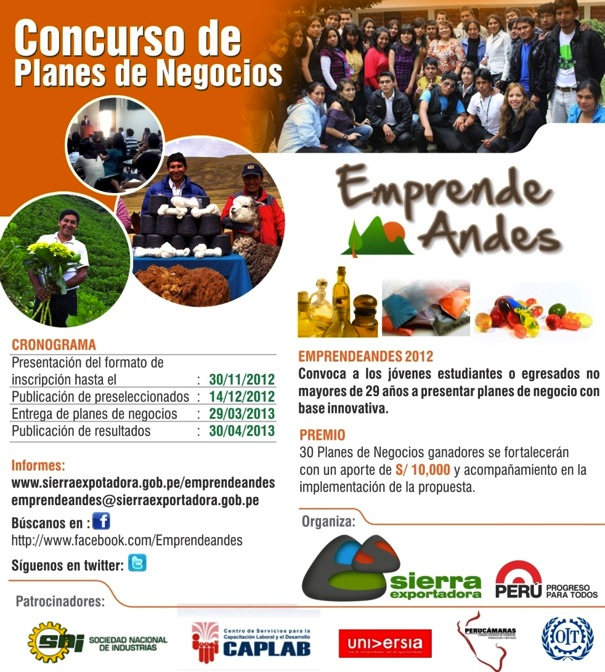 Concurso de
Planes de Negocios
Emprende
Andes
CRONOGRAMA
Presentación del formato de
inscripción hasta el : 30/11/2012
Publicación de preseleccionados : 14/12/2012
Entrega de planes de negocios : 29/03/2013
Publicación de resultados : 30/04/2013
Informes:
www.sierraexpotadora.gob.pe/emprendeandes
emprendeandes@sierraexportadora.gob.pe
Búscanos en :
http://www.facebook.com/Emprendeandes
Síguenos en twitter:
EMPRENDEANDES 2012
Convoca a los jóvenes estudiantes o egresados no
mayores de 29 años a presentar planes de negocio con
base innovativa.
PREMIO
30 Planes de Negocios ganadores se fortalecerán
con un aporte de S/ 10,000 y acompañamiento en la
implementación de la propuesta.
Organiza:
sierra
exportadora
PERÚ
PROGRESO
PARA TODOS
Patrocinadores:
SNI
SOCIEDAD NACIONAL
DE INDUSTRIAS
Centro de Servicios para la
Capacitación Laboral y el Desarrollo
CAPLAB
universia
PERUCÁMARAS
OIT